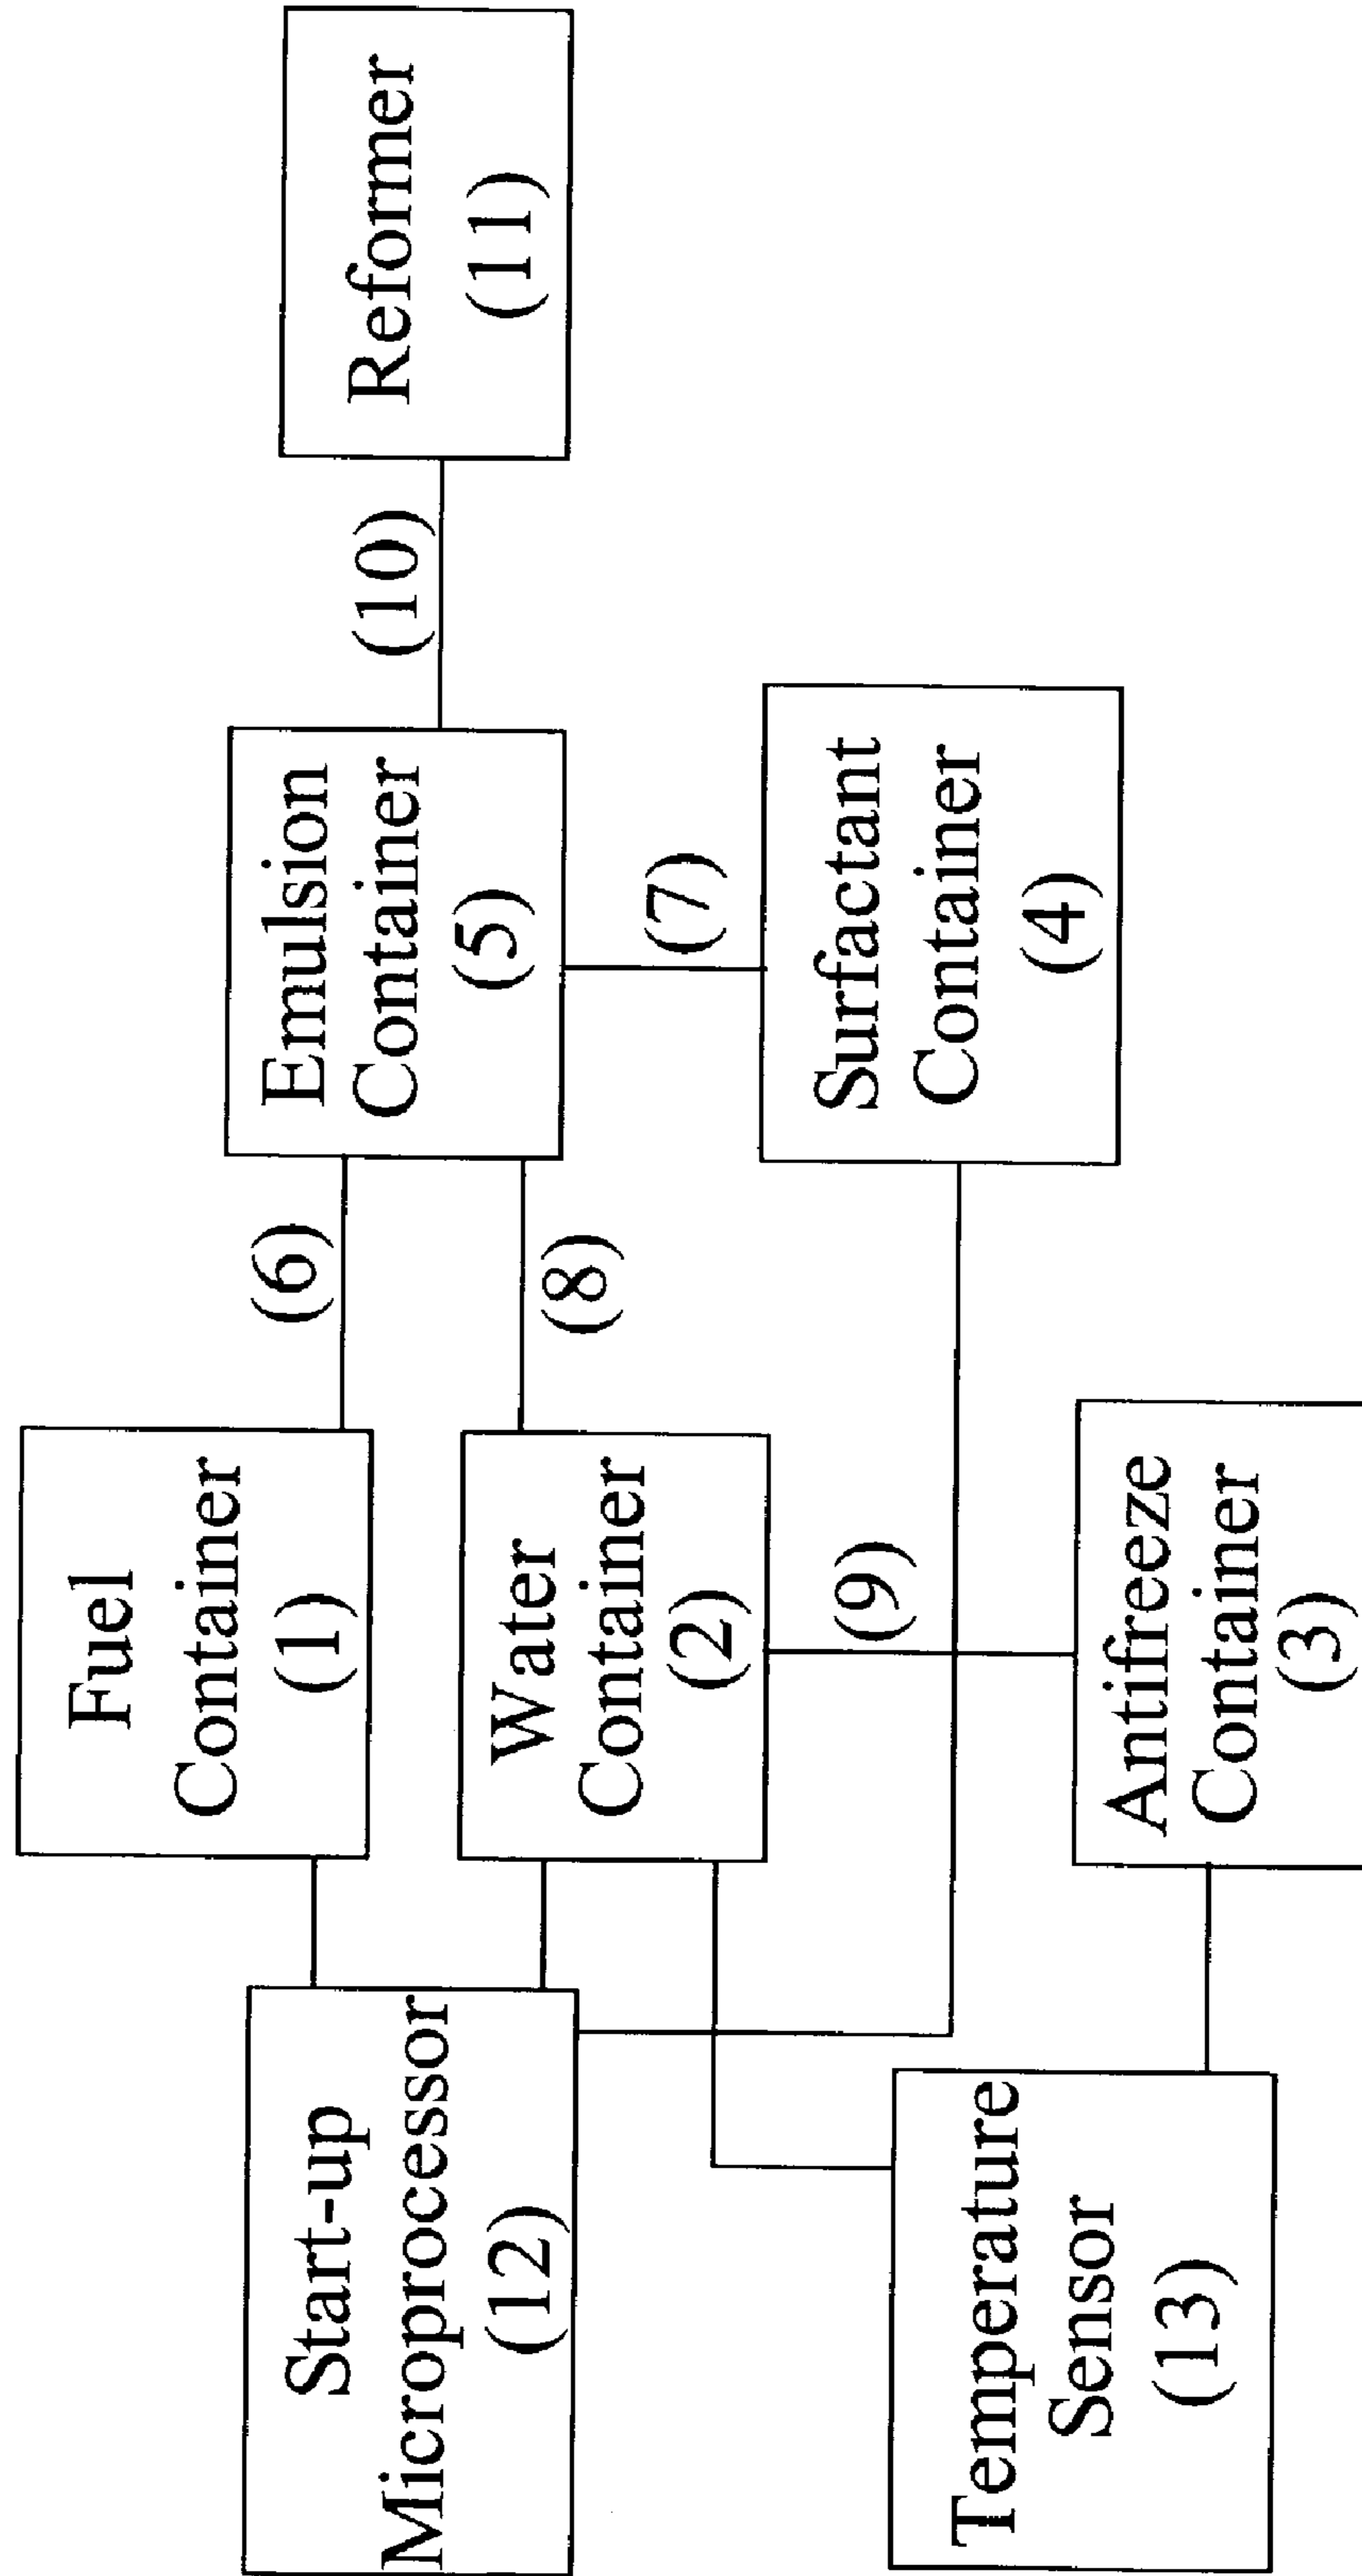 Start-up
Microprocessor
(12)
Fuel
Container
(1)
(6)
Emulsion
Container
(5)
(10)
Reformer
(11)
Water
Container
(2)
(8)
(7)
Temperature
Sensor
(13)
(9)
Surfactant
Container
(4)
Antifreeze
Container
(3)